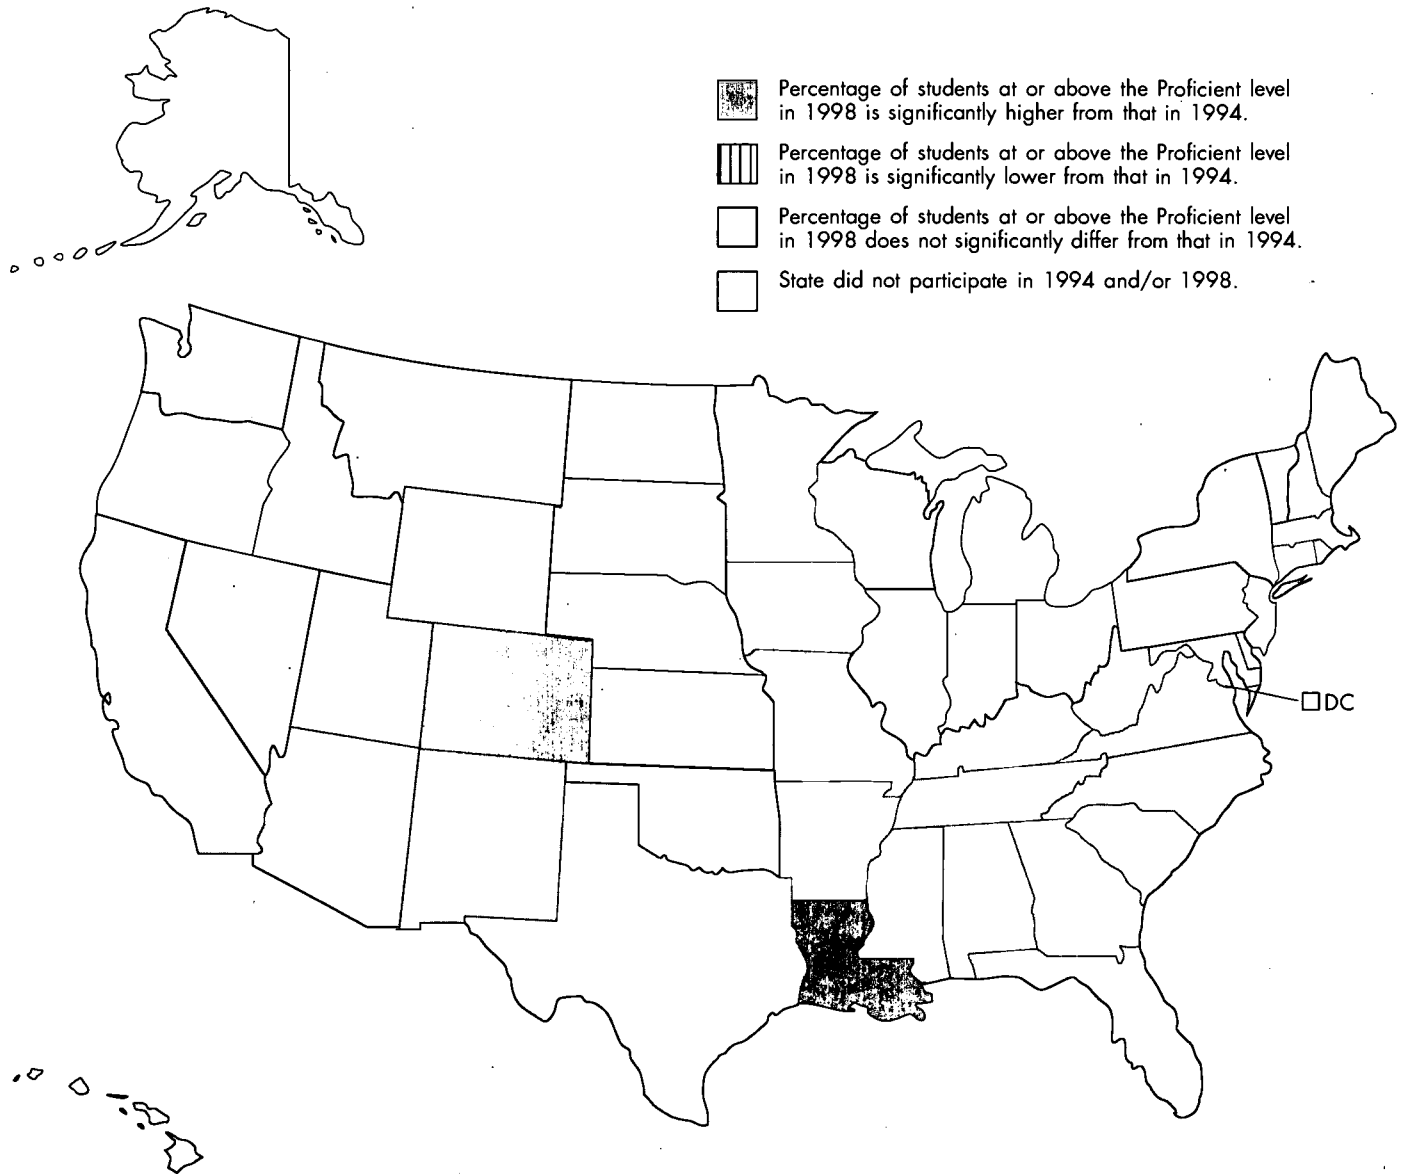 Percentage of students at or above the Proficient level
in 1998 is significantly higher from that in 1994.
Percentage of students at or above the Proficient level
in 1998 is significantly lower from that in 1994.
Percentage of students at or above the Proficient level
in 1998 does not significantly differ from that in 1994.
State did not participate in 1994 and/or 1998.
DC